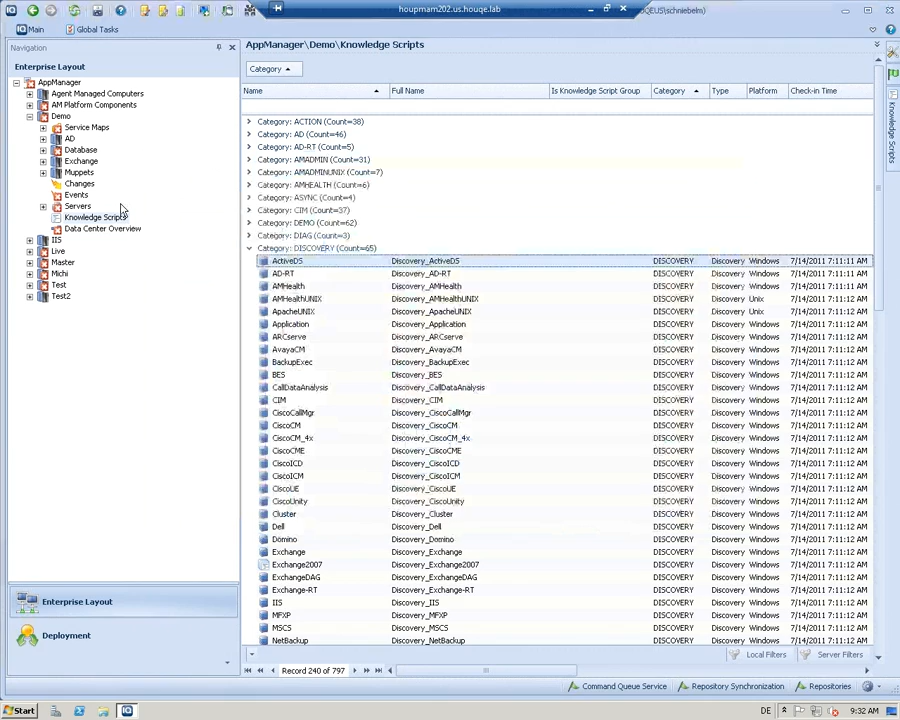 houpmam202.us.houqe.lab
QEUS\schniebelm)
Main
Global Tasks
Navigation
Enterprise Layout
AppManager
Agent Managed Computers
AM Platform Components
Demo
Service Maps
AD
Database
Exchange
Muppets
Changes
Events
Servers
Knowledge Scripts
Data Center Overview
IIS
Live
Master
Michi
Test
Test2
Enterprise Layout
Deployment
AppManager\Demo\Knowledge Scripts
Category
Name Full Name Is Knowledge Script Group Category Type Platform Check-in Time
Category: ACTION (Count=38)
Category: AD (Count=46)
Category: AD-RT (Count=5)
Category: AMADMIN (Count=31)
Category: AMADMINUNIX (Count=7)
Category: AMHEALTH (Count=6)
Category: ASYNC (Count=4)
Category: CIM (Count=37)
Category: DEMO (Count=62)
Category: DIAG (Count=3)
Category: DISCOVERY (Count=65)
ActiveDS Discovery_ActiveDS DISCOVERY Discovery Windows 7/14/2011 7:11:11 AM
AD-RT Discovery_AD-RT DISCOVERY Discovery Windows 7/14/2011 7:11:11 AM
AMHealth Discovery_AMHealth DISCOVERY Discovery Windows 7/14/2011 7:11:11 AM
AMHealthUNIX Discovery_AMHealthUNIX DISCOVERY Discovery Unix 7/14/2011 7:11:12 AM
ApacheUNIX Discovery_ApacheUNIX DISCOVERY Discovery Unix 7/14/2011 7:11:12 AM
Application Discovery_Application DISCOVERY Discovery Windows 7/14/2011 7:11:12 AM
ARCserve Discovery_ARCserve DISCOVERY Discovery Windows 7/14/2011 7:11:12 AM
AvayaCM Discovery_AvayaCM DISCOVERY Discovery Windows 7/14/2011 7:11:12 AM
BackupExec Discovery_BackupExec DISCOVERY Discovery Windows 7/14/2011 7:11:12 AM
BES Discovery_BES DISCOVERY Discovery Windows 7/14/2011 7:11:12 AM
CallDataAnalysis Discovery_CallDataAnalysis DISCOVERY Discovery Windows 7/14/2011 7:11:12 AM
CIM Discovery_CIM DISCOVERY Discovery Windows 7/14/2011 7:11:12 AM
CiscoCallMgr Discovery_CiscoCallMgr DISCOVERY Discovery Windows 7/14/2011 7:11:12 AM
CiscoCM Discovery_CiscoCM DISCOVERY Discovery Windows 7/14/2011 7:11:12 AM
CiscoCM_4x Discovery_CiscoCM_4x DISCOVERY Discovery Windows 7/14/2011 7:11:12 AM
CiscoCME Discovery_CiscoCME DISCOVERY Discovery Windows 7/14/2011 7:11:12 AM
CiscoICD Discovery_CiscoICD DISCOVERY Discovery Windows 7/14/2011 7:11:12 AM
CiscoICM Discovery_CiscoICM DISCOVERY Discovery Windows 7/14/2011 7:11:12 AM
CiscoUE Discovery_CiscoUE DISCOVERY Discovery Windows 7/14/2011 7:11:12 AM
CiscoUnity Discovery_CiscoUnity DISCOVERY Discovery Windows 7/14/2011 7:11:12 AM
Cluster Discovery_Cluster DISCOVERY Discovery Windows 7/14/2011 7:11:12 AM
Dell Discovery_Dell DISCOVERY Discovery Windows 7/14/2011 7:11:12 AM
Domino Discovery_Domino DISCOVERY Discovery Windows 7/14/2011 7:11:12 AM
Exchange Discovery_Exchange DISCOVERY Discovery Windows 7/14/2011 7:11:12 AM
Exchange2007 Discovery_Exchange2007 DISCOVERY Discovery Windows 7/14/2011 7:11:12 AM
ExchangeDAG Discovery_ExchangeDAG DISCOVERY Discovery Windows 7/14/2011 7:11:12 AM
Exchange-RT Discovery_Exchange-RT DISCOVERY Discovery Windows 7/14/2011 7:11:12 AM
IIS Discovery_IIS DISCOVERY Discovery Windows 7/14/2011 7:11:12 AM
MFXP Discovery_MFXP DISCOVERY Discovery Windows 7/14/2011 7:11:12 AM
MSCS Discovery_MSCS DISCOVERY Discovery Windows 7/14/2011 7:11:12 AM
NetBackup Discovery_NetBackup DISCOVERY Discovery Windows 7/14/2011 7:11:12 AM
Local Filters Server Filters
Record 240 of 797
Knowledge Scripts
Command Queue Service Repository Synchronization Repositories
Start DE 9:32 AM